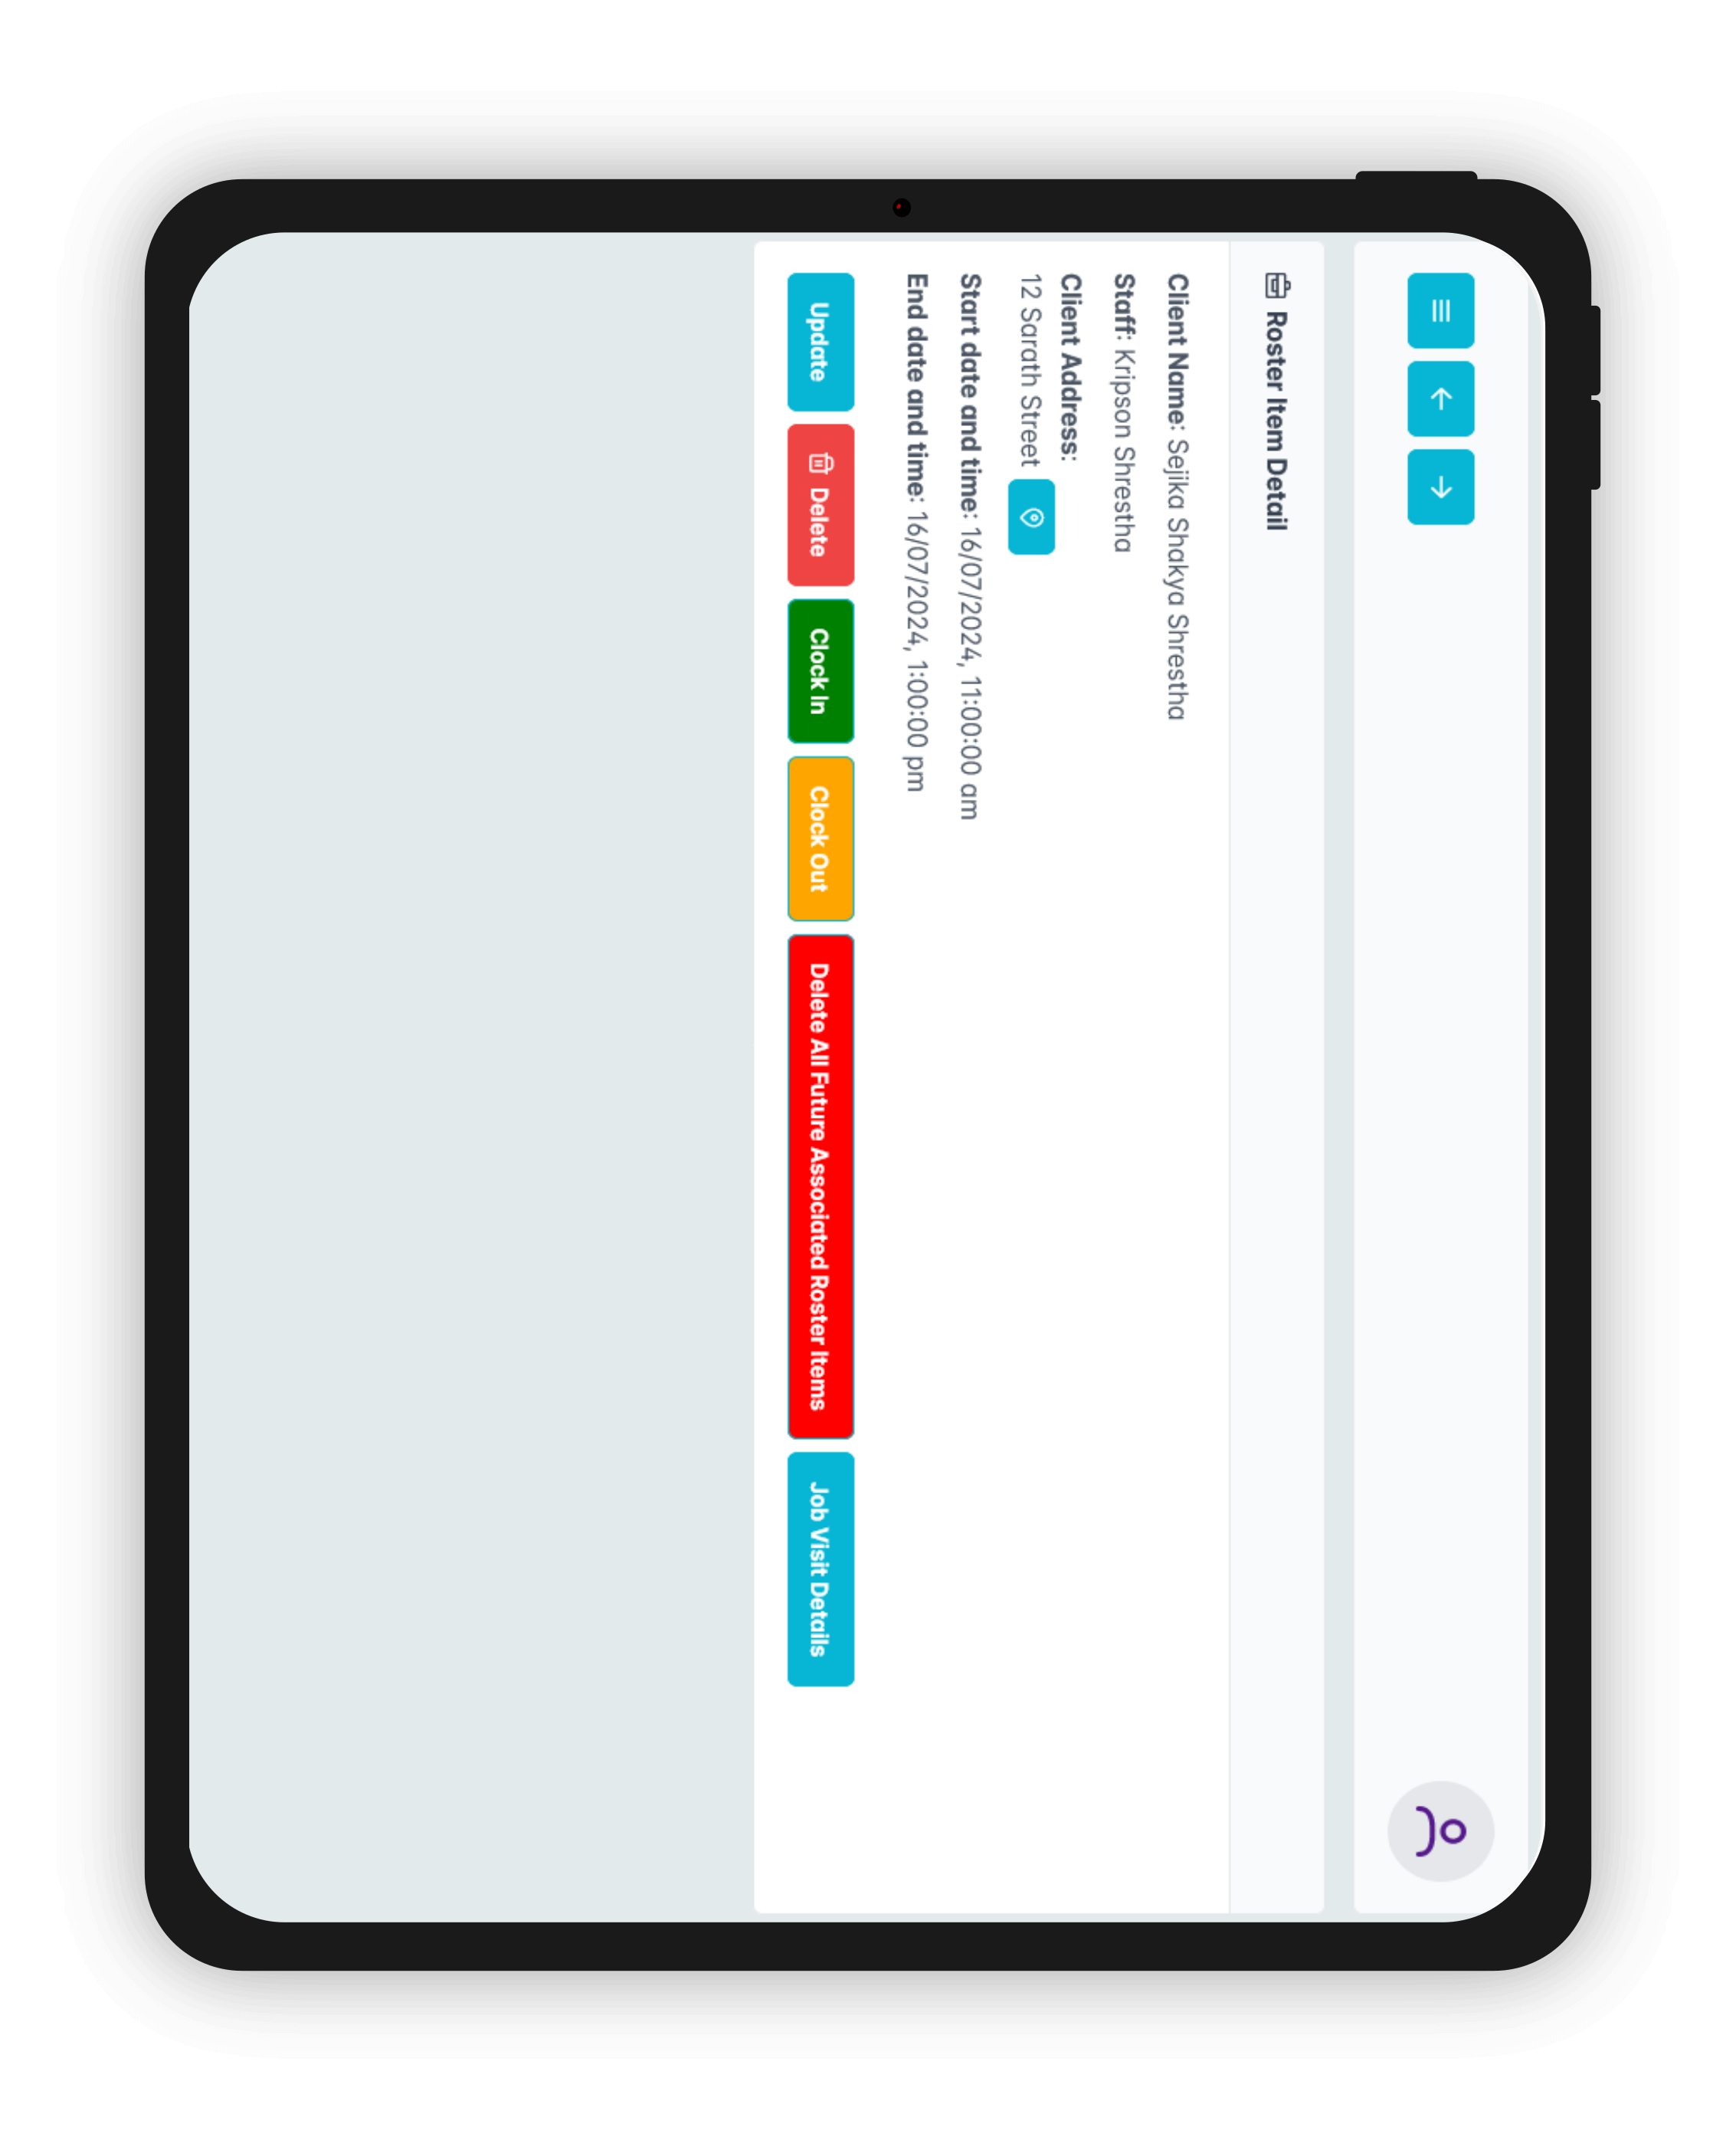 Roster Item Detail
Client Name: Sejika Shakya Shrestha
Staff: Kripson Shrestha
Client Address:
12 Sarath Street
Start date and time: 16/07/2024, 11:00:00 am
End date and time: 16/07/2024, 1:00:00 pm
Update Delete Clock In Clock Out Delete All Future Associated Roster Items Job Visit Details